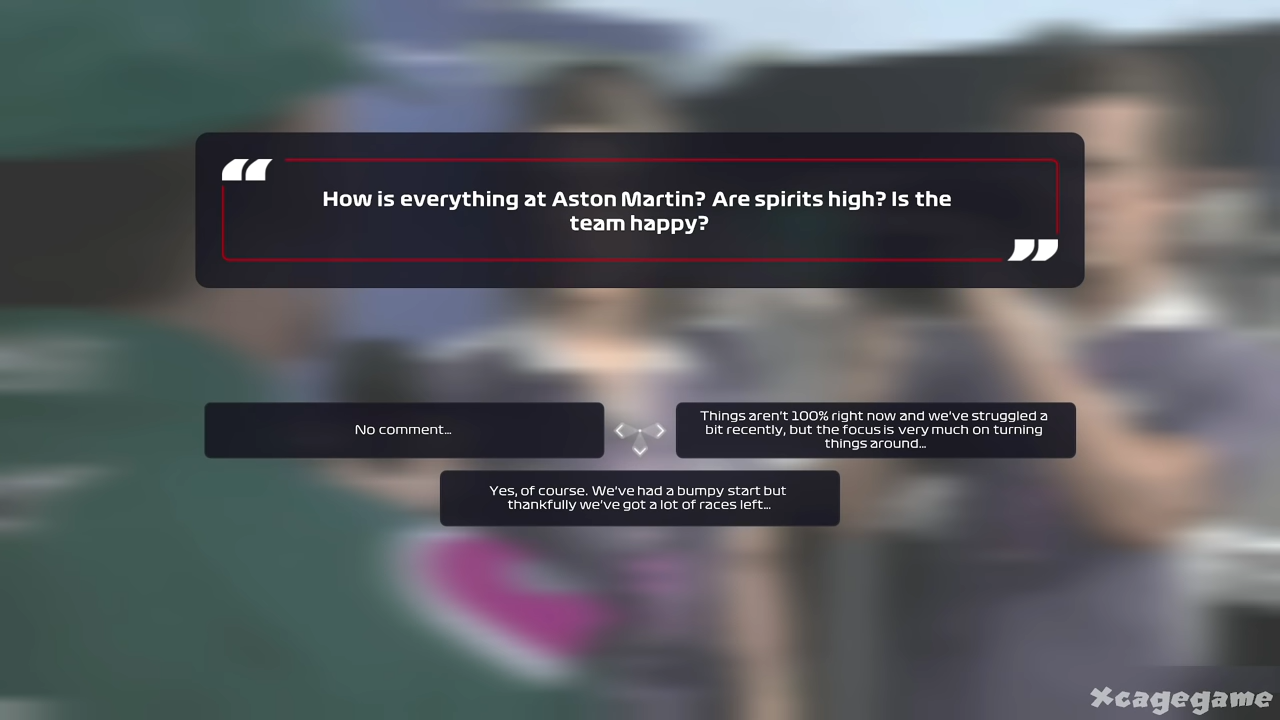 How is everything at Aston Martin? Are spirits high? Is the
team happy?
No comment...
Things aren't 100% right now and we've struggled a
bit recently, but the focus is very much on turning
things around...
Yes, of course. We've had a bumpy start but
thankfully we've got a lot of races left...
Xcagegame